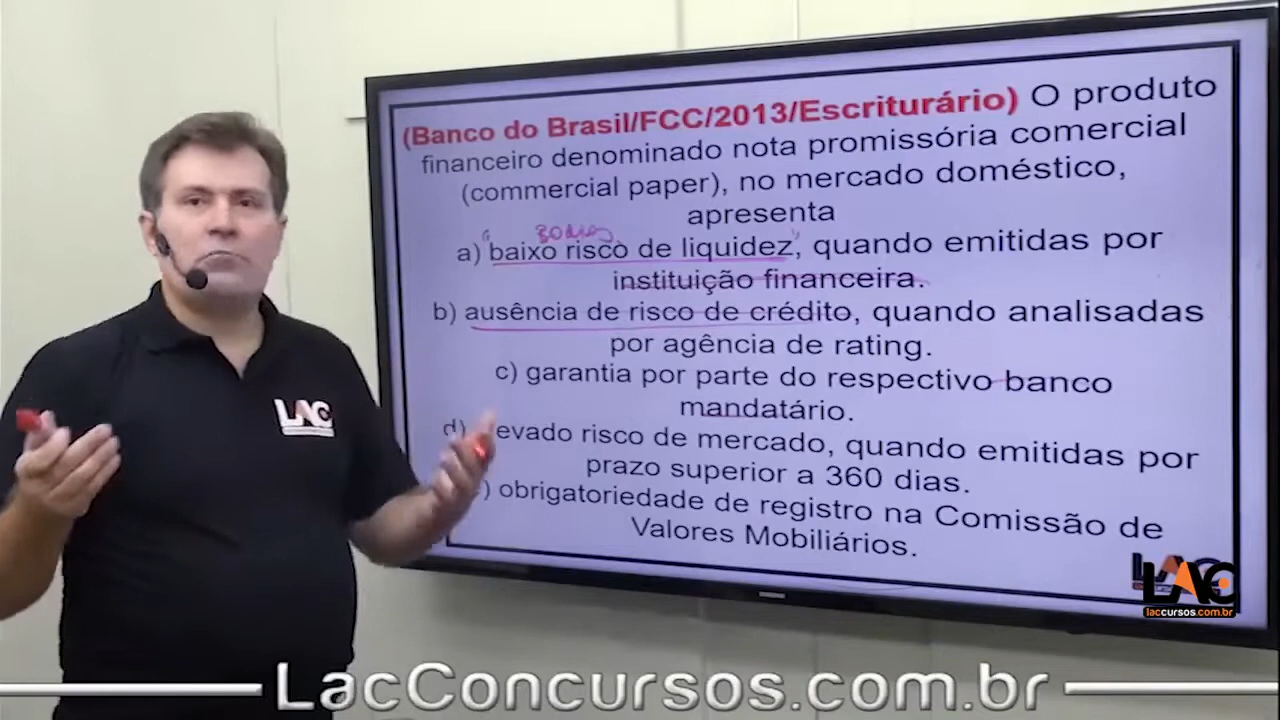 (Banco do Brasil/FCC/2013/Escriturário) O produto
financeiro denominado nota promissória comercial
(commercial paper), no mercado doméstico,
apresenta
a) baixo risco de liquidez, quando emitidas por
instituição financeira.
b) ausência de risco de crédito, quando analisadas
por agência de rating.
c) garantia por parte do respectivo banco
mandatário.
d) evado risco de mercado, quando emitidas por
prazo superior a 360 dias.
) obrigatoriedade de registro na Comissão de
Valores Mobiliários.
LAC
LAC
laccursos.com.br
LacConcursos.com.br